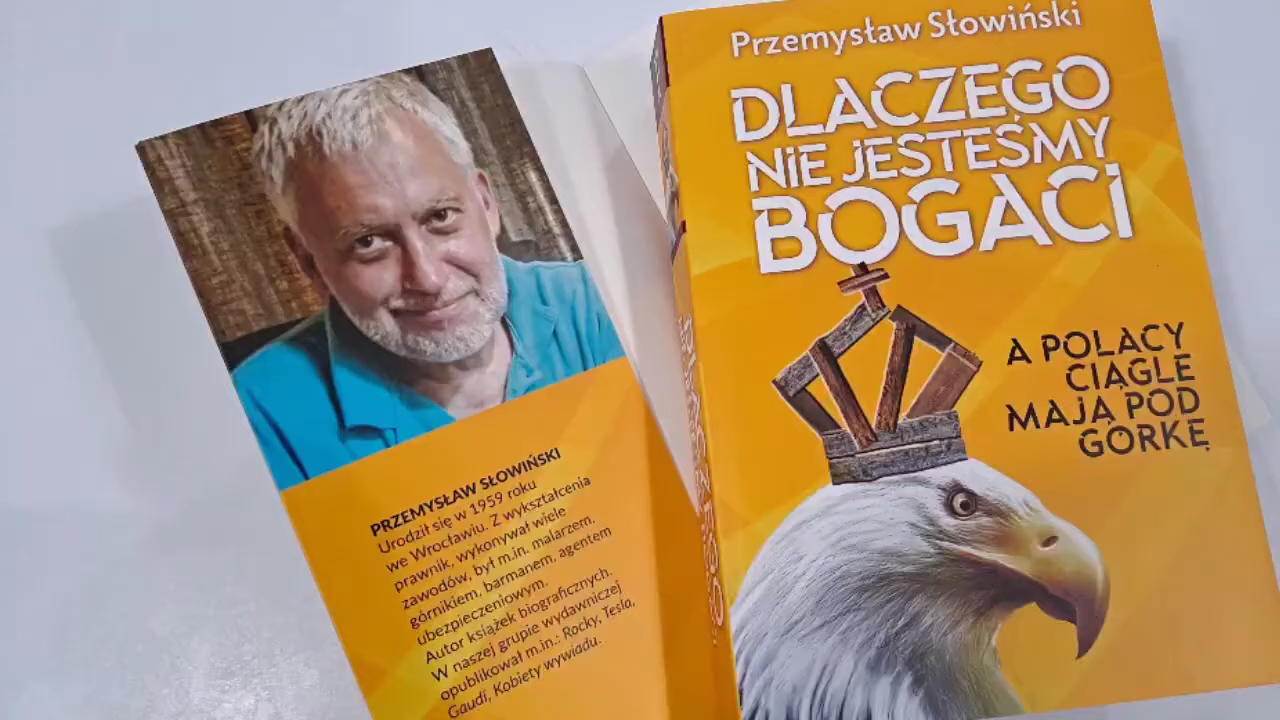 PRZEMYSŁAW SŁOWIŃSKI
Urodził się w 1959 roku
we Wrocławiu. Z wykształcenia
prawnik, wykonywał wiele
zawodów, był m.in. malarzem,
górnikiem, barmanem, agentem
ubezpieczeniowym.
Autor książek biograficznych.
W naszej grupie wydawniczej
opublikował m.in.: Rocky, Tesla,
Gaudí, Kobiety wywiadu.
Przemysław Słowiński
DLACZEGO
NIE JESTEŚMY
BOGACI
A POLACY
CIĄGLE
MAJĄ POD
GÓRKĘ